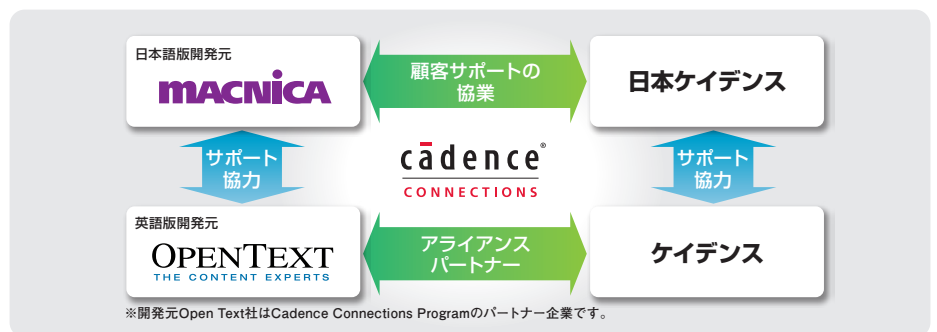 日本語版開発元
macnica
顧客サポートの
協業
日本ケイデンス
サポート
協力
cādence®
CONNECTIONS
サポート
協力
英語版開発元
OPENTEXT
THE CONTENT EXPERTS
アライアンス
パートナー
ケイデンス
※開発元Open Text社はCadence Connections Programのパートナー企業です。